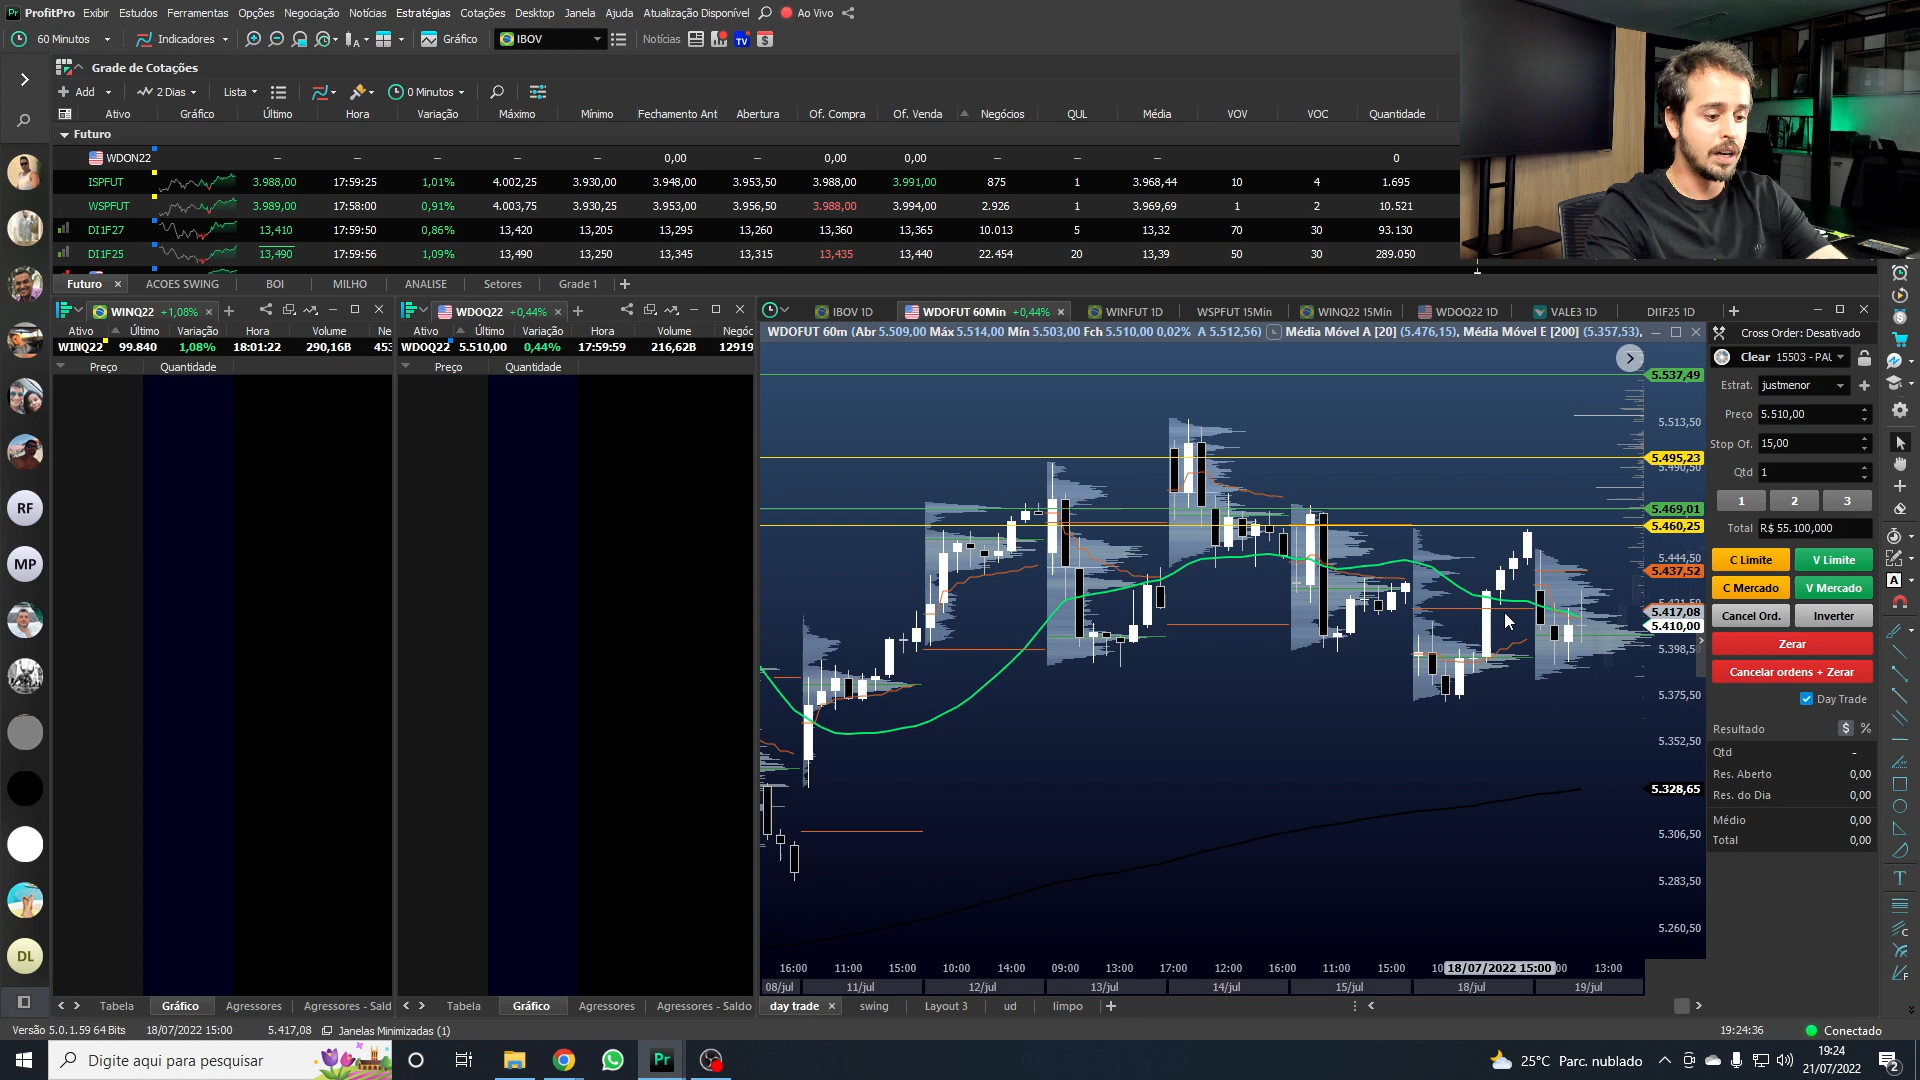 ProfitPro Exibir Estudos Ferramentas Opções Negociação Notícias Estratégias Cotações Desktop Janela Ajuda Atualização Disponível Ao Vivo
60 Minutos Indicadores Gráfico IBOV Notícias
Grade de Cotações
Add 2 Dias Lista 0 Minutos
Ativo Gráfico Último Hora Variação Máximo Mínimo Fechamento Ant Abertura Of. Compra Of. Venda Negócios QUL Média VOV VOC Quantidade
Futuro
WDON22 – – – – – 0,00 – 0,00 0,00 – – – 0
ISPFUT 3.988,00 17:59:25 1,01% 4.002,25 3.930,00 3.948,00 3.953,50 3.988,00 3.991,00 875 1 3.968,44 10 4 1.695
WSPFUT 3.989,00 17:58:00 0,91% 4.003,75 3.930,25 3.953,00 3.956,50 3.988,00 3.994,00 2.926 1 3.969,69 1 2 10.521
DI1F27 13,410 17:59:50 0,86% 13,420 13,205 13,295 13,260 13,360 13,365 10.013 5 13,32 70 30 93.130
DI1F25 13,490 17:59:56 1,09% 13,490 13,250 13,345 13,315 13,435 13,440 22.454 20 13,39 50 30 289.050
Futuro ACOES SWING BOI MILHO ANALISE Setores Grade 1
WINQ22 +1,08%
Ativo Último Variação Hora Volume Ne
WINQ22 99.840 1,08% 18:01:22 290,16B 453
Preço Quantidade
WDOQ22 +0,44%
Ativo Último Variação Hora Volume Negóc
WDOQ22 5.510,00 0,44% 17:59:59 216,62B 12919
Preço Quantidade
IBOV 1D WDOFUT 60Min +0,44% WINFUT 1D WSPFUT 15Min WINQ22 15Min WDOQ22 1D VALE3 1D DI1F25 1D
WDOFUT 60m (Abr 5.509,00 Máx 5.514,00 Mín 5.503,00 Fch 5.510,00 0,02% A 5.512,56) Média Móvel A [20] (5.476,15), Média Móvel E [200] (5.357,53),
5.537,49
5.513,50
5.495,23
5.490,50
5.469,01
5.460,25
5.444,50
5.437,52
5.417,08
5.410,00
5.398,50
5.375,50
5.352,50
5.328,65
5.306,50
5.283,50
5.260,50
16:00 11:00 15:00 10:00 14:00 09:00 13:00 17:00 12:00 16:00 11:00 15:00 18/07/2022 15:00 13:00
08/jul 11/jul 12/jul 13/jul 14/jul 15/jul 18/jul 19/jul
Cross Order: Desativado
Clear 15503 - PAU
Estrat. justmenor
Preço 5.510,00
Stop Of. 15,00
Qtd 1
1 2 3
Total R$ 55.100,000
C Limite V Limite
C Mercado V Mercado
Cancel Ord. Inverter
Zerar
Cancelar ordens + Zerar
Day Trade
Resultado $ %
Qtd -
Res. Aberto 0,00
Res. do Dia 0,00
Médio 0,00
Total 0,00
RF
MP
DL
Tabela Gráfico Agressores Agressores - Sald
Tabela Gráfico Agressores Agressores - Saldo
day trade swing Layout 3 ud limpo
Versão 5.0.1.59 64 Bits 18/07/2022 15:00 5.417,08 Janelas Minimizadas (1) 19:24:36 Conectado
Digite aqui para pesquisar Pr 25°C Parc. nublado 19:24
21/07/2022
2